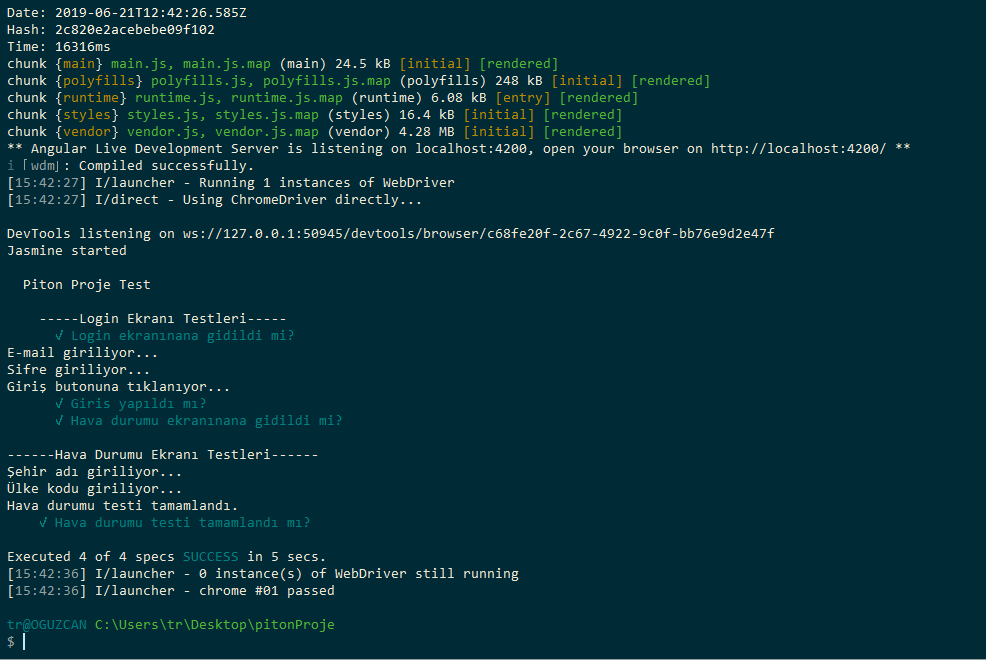 Date: 2019-06-21T12:42:26.585Z
Hash: 2c820e2acebebe09f102
Time: 16316ms
chunk {main} main.js, main.js.map (main) 24.5 kB [initial] [rendered]
chunk {polyfills} polyfills.js, polyfills.js.map (polyfills) 248 kB [initial] [rendered]
chunk {runtime} runtime.js, runtime.js.map (runtime) 6.08 kB [entry] [rendered]
chunk {styles} styles.js, styles.js.map (styles) 16.4 kB [initial] [rendered]
chunk {vendor} vendor.js, vendor.js.map (vendor) 4.28 MB [initial] [rendered]
** Angular Live Development Server is listening on localhost:4200, open your browser on http://localhost:4200/ **
i ｢wdm｣: Compiled successfully.
[15:42:27] I/launcher - Running 1 instances of WebDriver
[15:42:27] I/direct - Using ChromeDriver directly...
DevTools listening on ws://127.0.0.1:50945/devtools/browser/c68fe20f-2c67-4922-9c0f-bb76e9d2e47f
Jasmine started
Piton Proje Test
-----Login Ekranı Testleri-----
√ Login ekranınana gidildi mi?
E-mail giriliyor...
Sifre giriliyor...
Giriş butonuna tıklanıyor...
√ Giris yapıldı mı?
√ Hava durumu ekranınana gidildi mi?
------Hava Durumu Ekranı Testleri------
Şehir adı giriliyor...
Ülke kodu giriliyor...
Hava durumu testi tamamlandı.
√ Hava durumu testi tamamlandı mı?
Executed 4 of 4 specs SUCCESS in 5 secs.
[15:42:36] I/launcher - 0 instance(s) of WebDriver still running
[15:42:36] I/launcher - chrome #01 passed
tr@OGUZCAN C:\Users\tr\Desktop\pitonProje
$